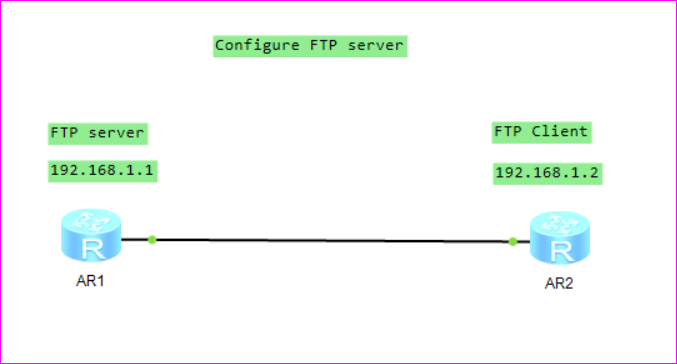 Configure FTP server
FTP server
FTP Client
192.168.1.1
192.168.1.2
R
R
AR1
AR2